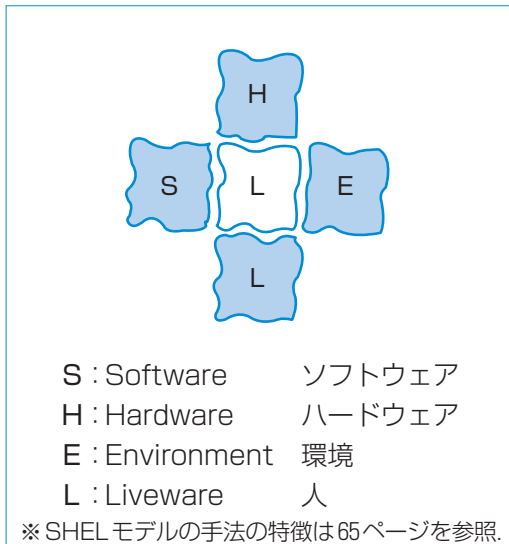 H
S L E
L
S：Software ソフトウェア
H：Hardware ハードウェア
E：Environment 環境
L：Liveware 人
※SHELモデルの手法の特徴は65ページを参照.